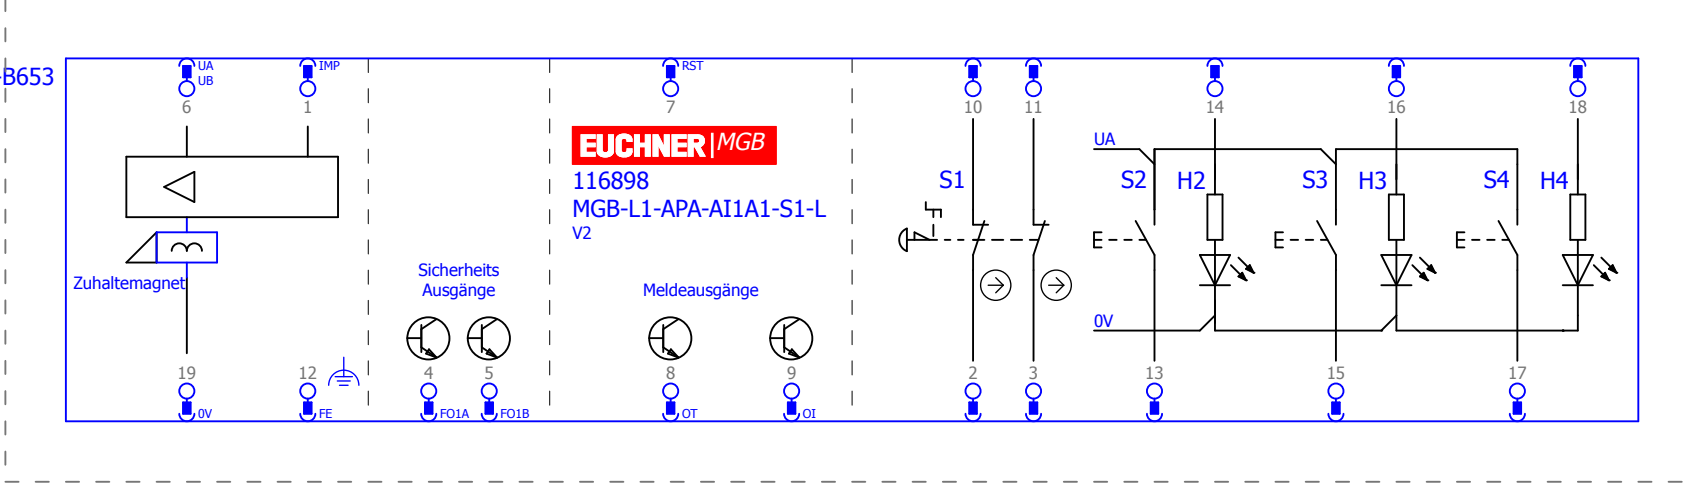 -B653
UA
UB
IMP
RST
6
1
7
10
11
14
16
18
EUCHNER|MGB
116898
MGB-L1-APA-AI1A1-S1-L
V2
UA
S1
S2
H2
S3
H3
S4
H4
Zuhaltemagnet
Sicherheits
Ausgänge
Meldeausgänge
0V
19
12
4
5
8
9
2
3
13
15
17
0V
FE
FO1A
FO1B
OT
OI